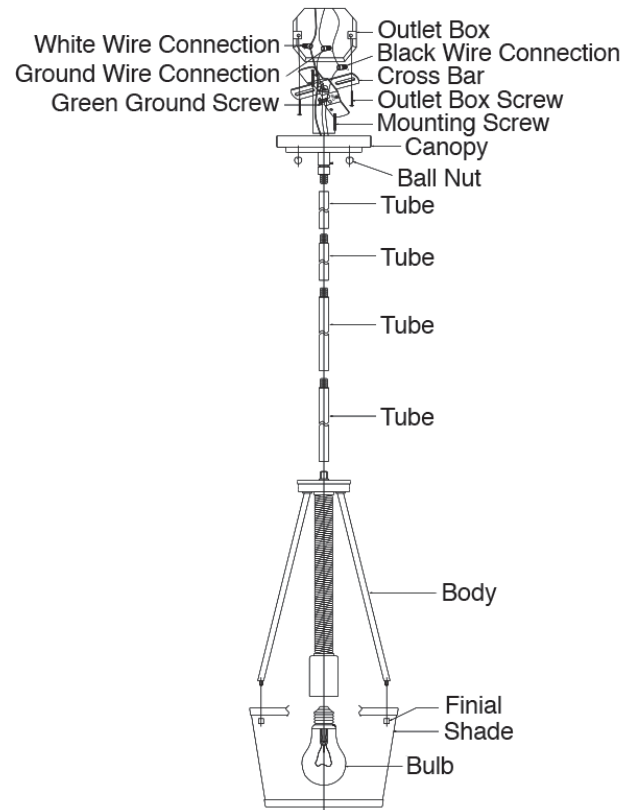 Outlet Box
White Wire Connection
Black Wire Connection
Ground Wire Connection
Cross Bar
Green Ground Screw
Outlet Box Screw
Mounting Screw
Canopy
Ball Nut
Tube
Tube
Tube
Tube
Body
Finial
Shade
Bulb